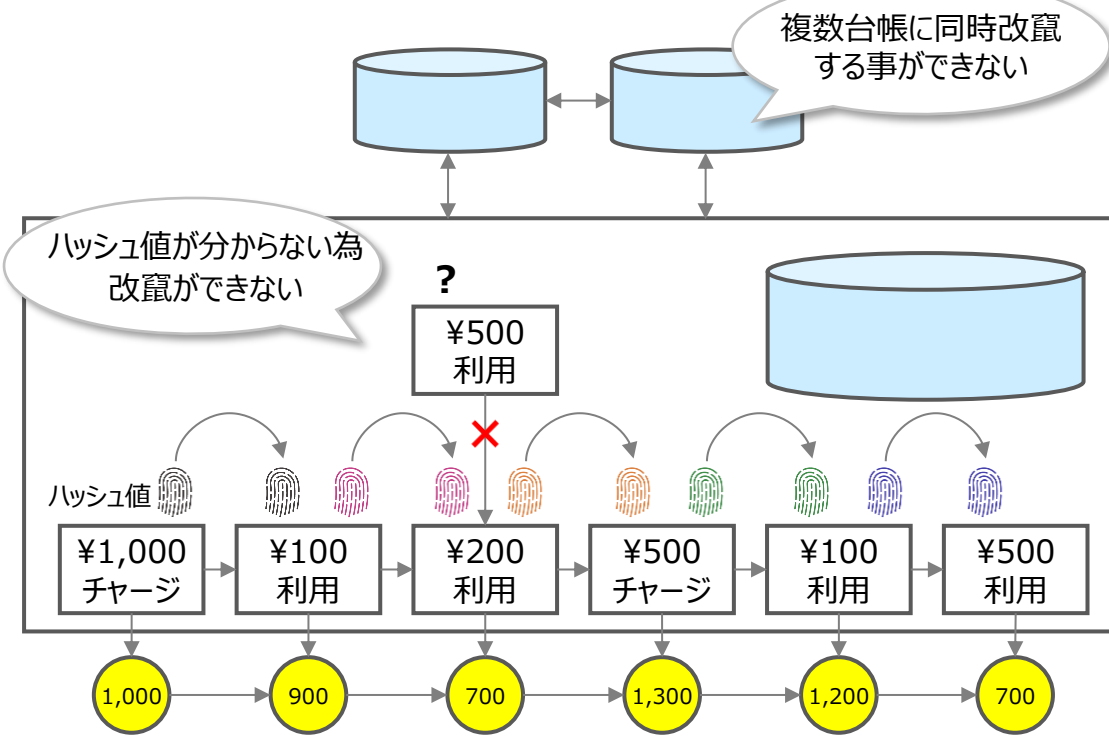 複数台帳に同時改竄
する事ができない
ハッシュ値が分からない為
改竄ができない
?
¥500
利用
ハッシュ値
¥1,000
チャージ
¥100
利用
¥200
利用
¥500
チャージ
¥100
利用
¥500
利用
1,000
900
700
1,300
1,200
700